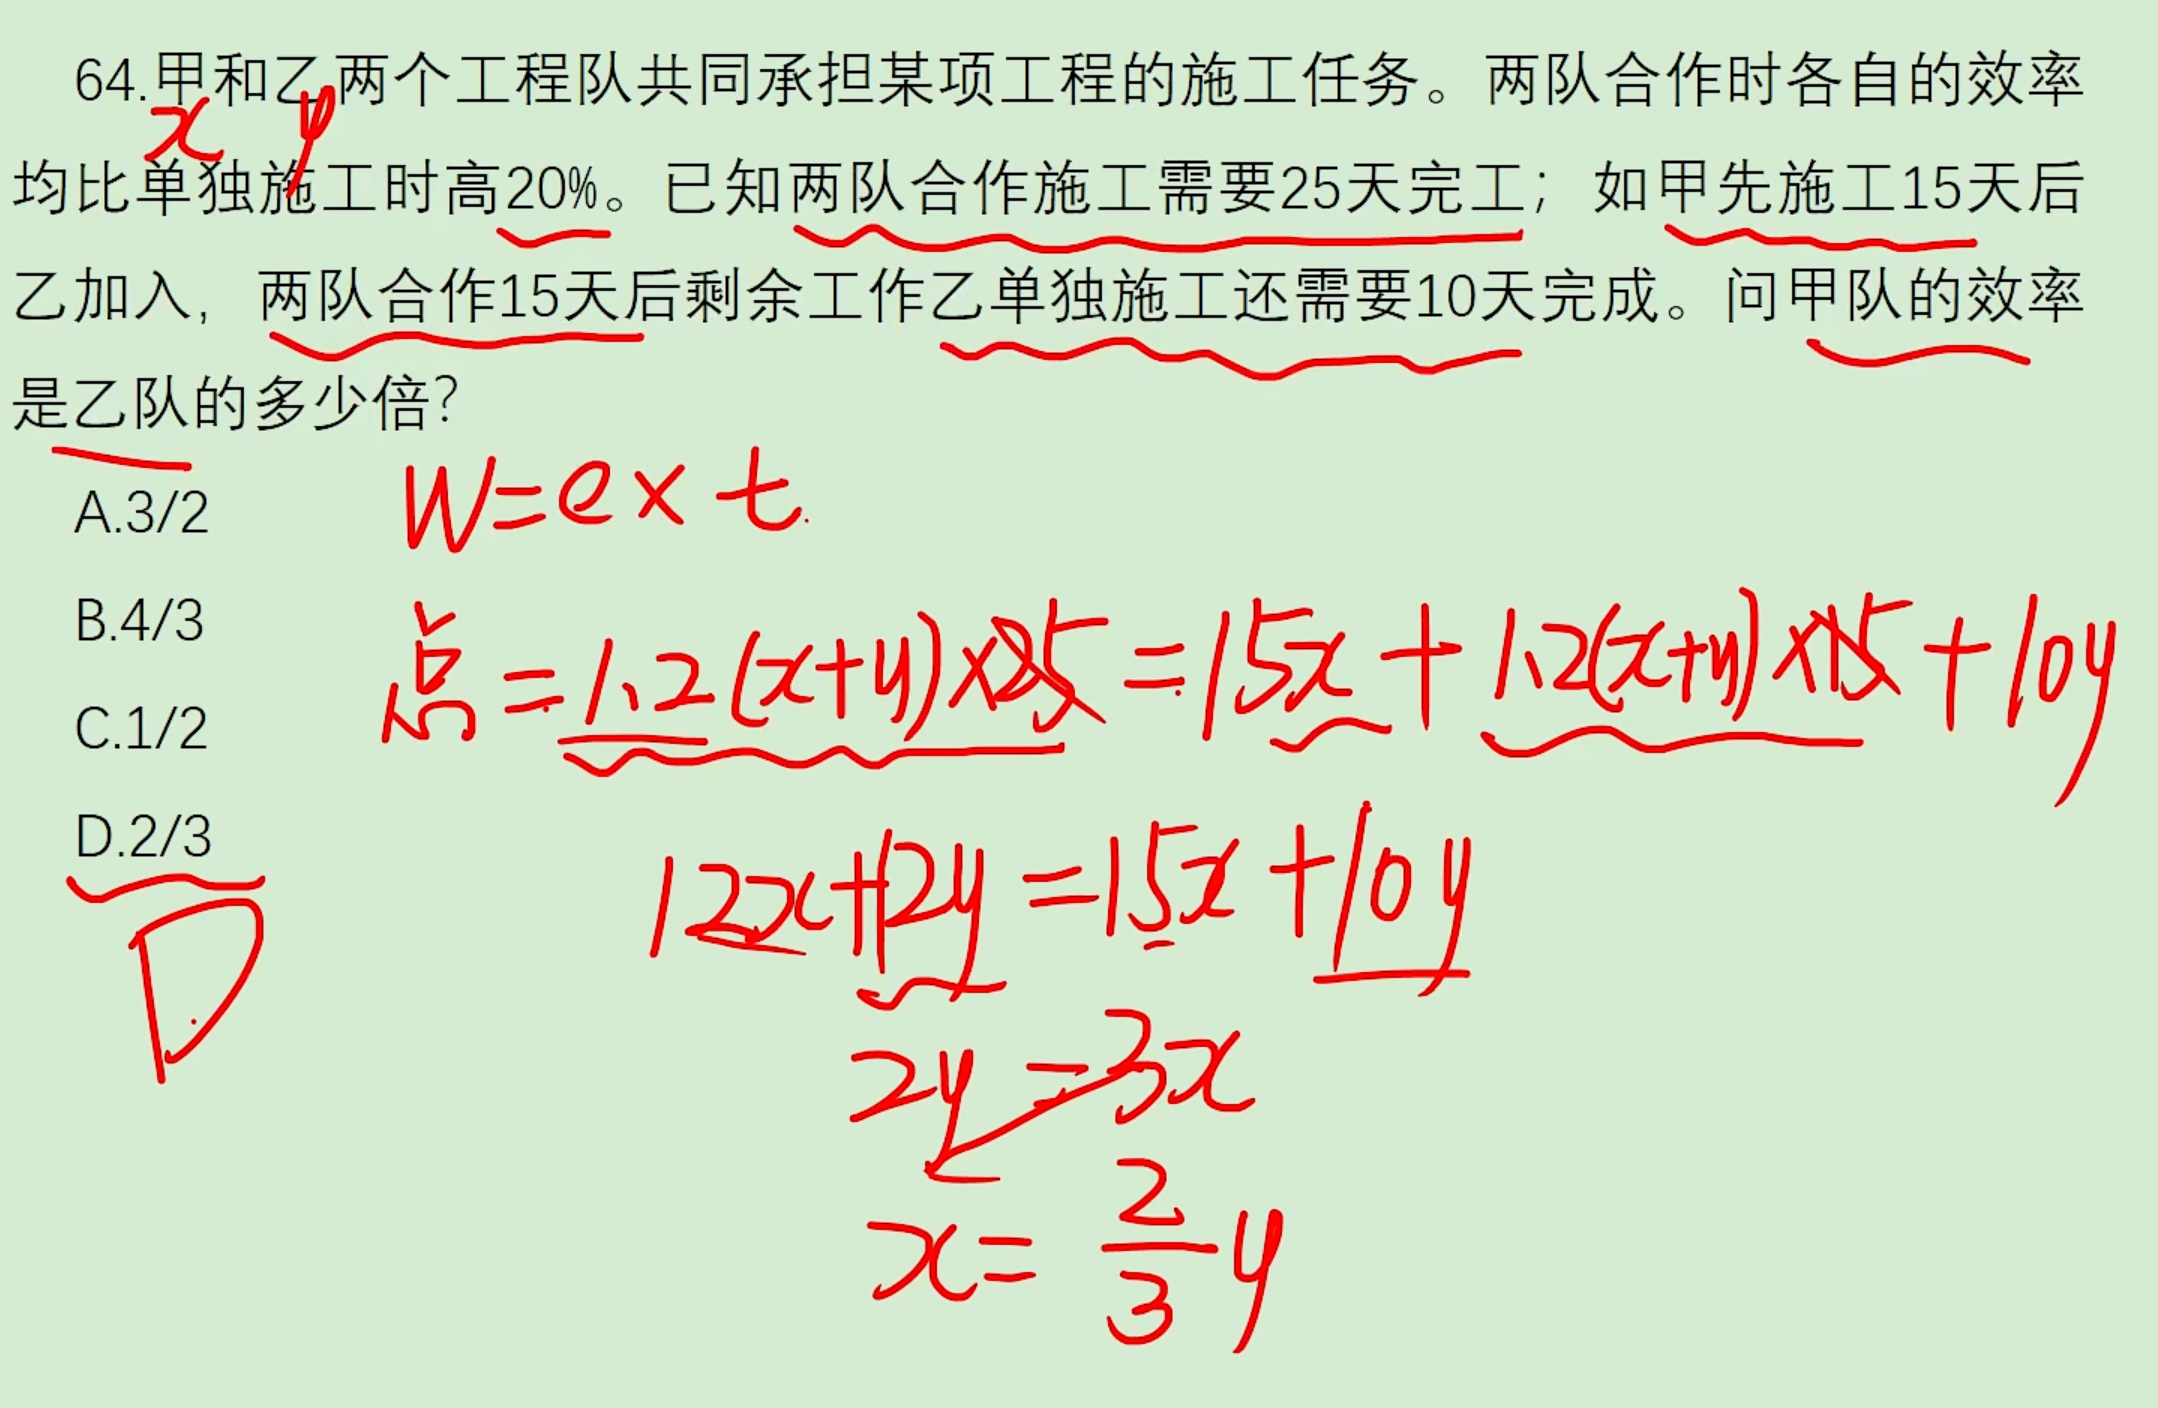 64.甲和乙两个工程队共同承担某项工程的施工任务。两队合作时各自的效率
x y
均比单独施工时高20%。已知两队合作施工需要25天完工；如甲先施工15天后
乙加入，两队合作15天后剩余工作乙单独施工还需要10天完成。问甲队的效率
是乙队的多少倍？
A.3/2
W=e×t
B.4/3
总=1.2(x+y)×25=15x+1.2(x+y)×15+10y
C.1/2
D.2/3
12x+12y=15x+10y
D
2y=3x
x=2/3y